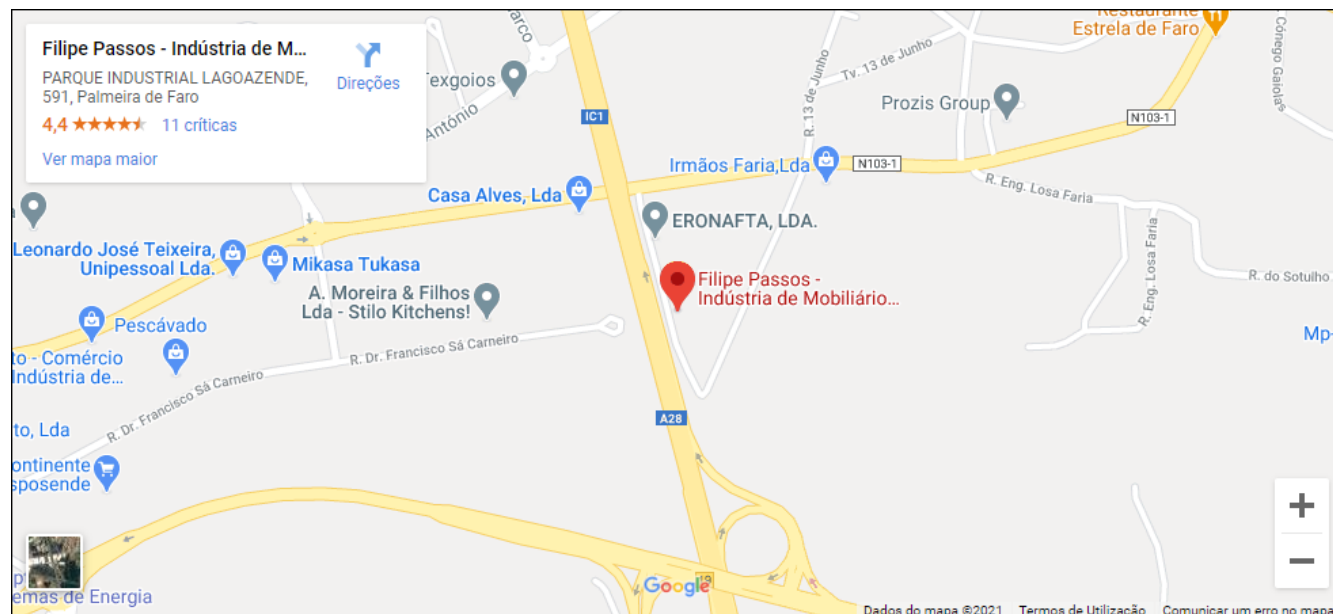 Filipe Passos - Indústria de M...
PARQUE INDUSTRIAL LAGOAZENDE,
591, Palmeira de Faro
4,4
11 críticas
Ver mapa maior
Direções
arco
Texgoios
António
IC1
R. 13 de Junho
Tv. 13 de Junho
Restaurante
Estrela de Faro
Cónego Gaiolas
Prozis Group
N103-1
Irmãos Faria,Lda
N103-1
R. Eng. Losa Faria
Casa Alves, Lda
ERONAFTA, LDA.
Leonardo José Teixeira,
Unipessoal Lda.
Mikasa Tukasa
A. Moreira & Filhos
Lda - Stilo Kitchens!
Filipe Passos -
Indústria de Mobiliário...
R. Eng. Losa Faria
R. do Sotulho
Pescávado
to - Comércio
Indústria de...
R. Dr. Francisco Sá Carneiro
R. Dr. Francisco Sá Carneiro
Mp-
A28
to, Lda
ontinente
sposende
emas de Energia
Google
Dados do mapa ©2021
Termos de Utilização
Comunicar um erro no mapa